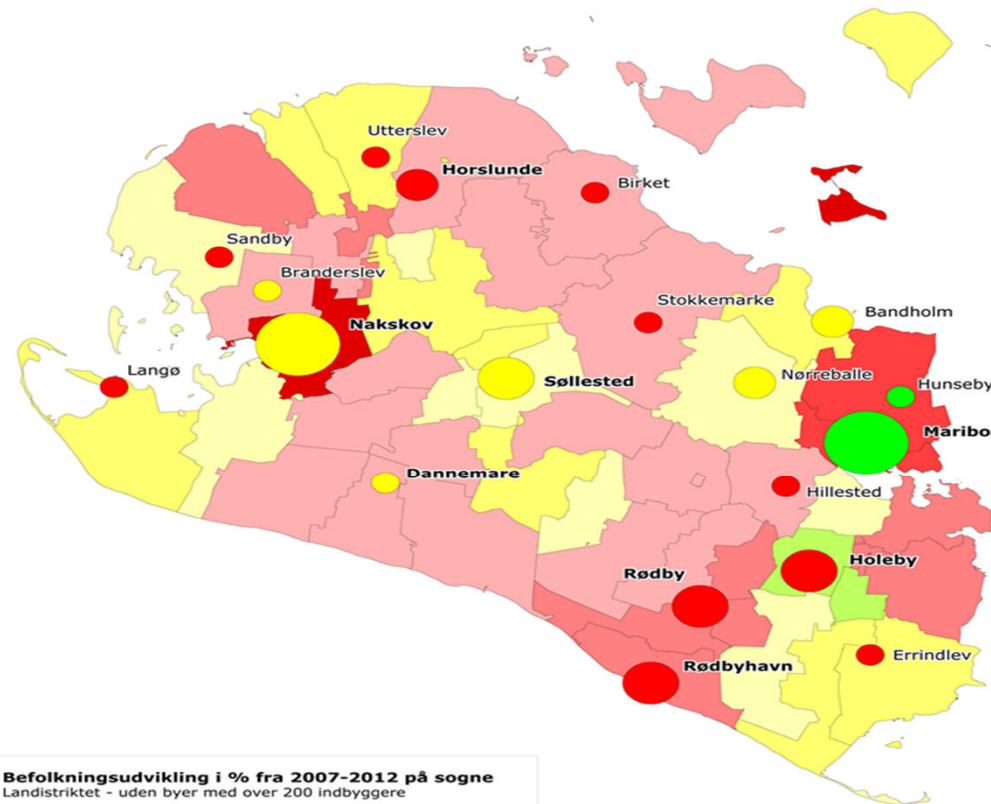 Utterslev
Horslunde
Birket
Sandby
Branderslev
Stokkemarke
Bandholm
Nakskov
Langø
Søllested
Nørreballe
Hunseby
Maribo
Dannemare
Hillested
Holeby
Rødby
Errindlev
Rødbyhavn
Befolkningsudvikling i % fra 2007-2012 på sogne
Landistriktet - uden byer med over 200 indbyggere